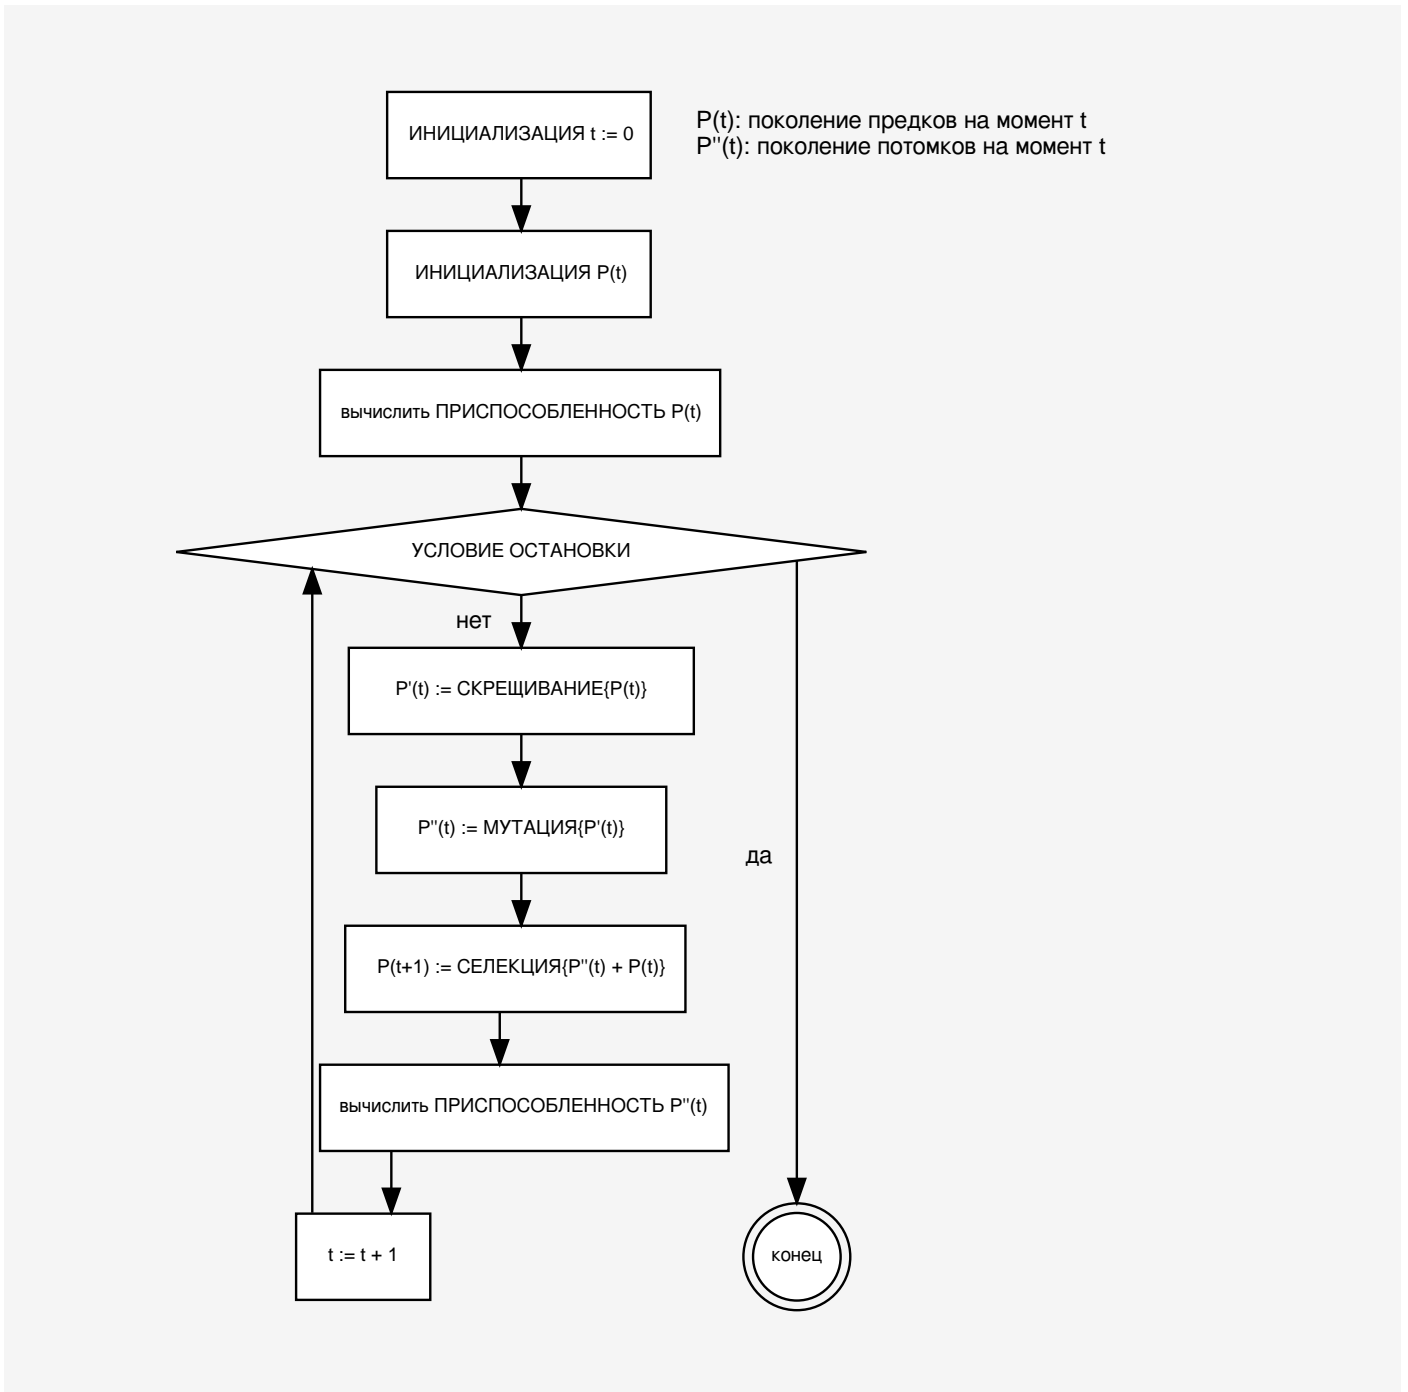 ИНИЦИАЛИЗАЦИЯ t := 0
P(t): поколение предков на момент t
P''(t): поколение потомков на момент t
ИНИЦИАЛИЗАЦИЯ P(t)
вычислить ПРИСПОСОБЛЕННОСТЬ P(t)
УСЛОВИЕ ОСТАНОВКИ
нет
P'(t) := СКРЕЩИВАНИЕ{P(t)}
P''(t) := МУТАЦИЯ{P'(t)}
да
P(t+1) := СЕЛЕКЦИЯ{P''(t) + P(t)}
вычислить ПРИСПОСОБЛЕННОСТЬ P''(t)
t := t + 1
конец